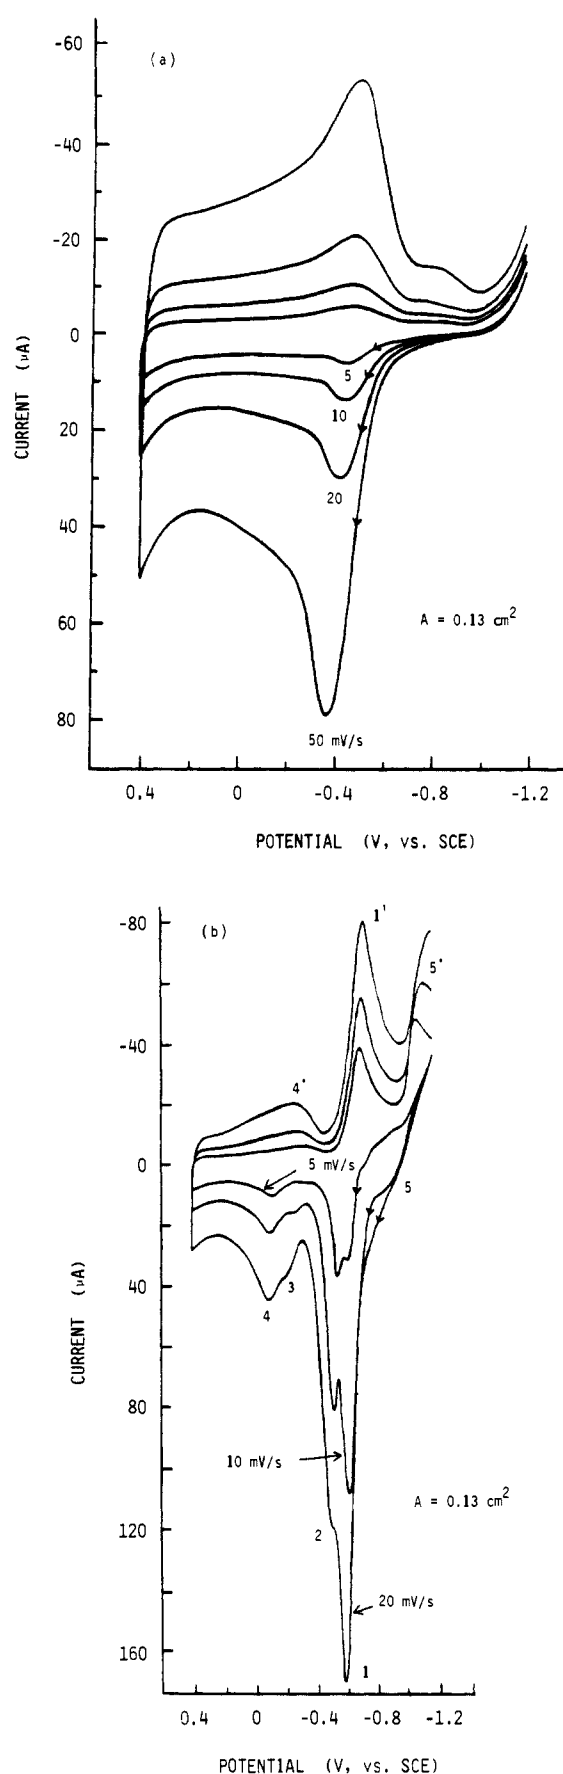 (a)
-60
-40
-20
0
20
40
60
80
CURRENT (μA)
5
10
20
50 mV/s
A = 0.13 cm²
0.4 0 -0.4 -0.8 -1.2
POTENTIAL (V, vs. SCE)
(b)
-80
-40
0
40
80
120
160
CURRENT (μA)
1'
5'
4'
5 mV/s
5
3
4
10 mV/s
A = 0.13 cm²
2
20 mV/s
1
0.4 0 -0.4 -0.8 -1.2
POTENTIAL (V, vs. SCE)